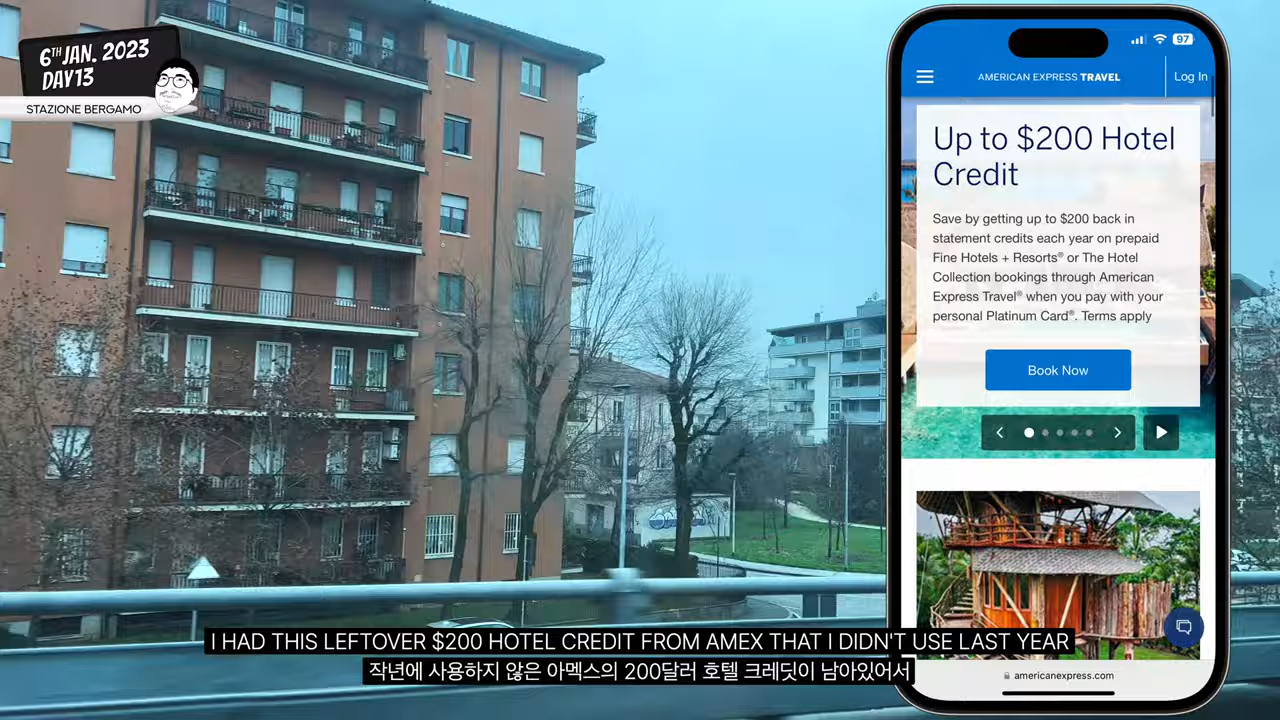 6TH JAN. 2023
DAY13
STAZIONE BERGAMO
97
AMERICAN EXPRESS TRAVEL
Log In
Up to $200 Hotel
Credit
Save by getting up to $200 back in
statement credits each year on prepaid
Fine Hotels + Resorts® or The Hotel
Collection bookings through American
Express Travel® when you pay with your
personal Platinum Card®. Terms apply
Book Now
americanexpress.com
I HAD THIS LEFTOVER $200 HOTEL CREDIT FROM AMEX THAT I DIDN'T USE LAST YEAR
작년에 사용하지 않은 아멕스의 200달러 호텔 크레딧이 남아있어서